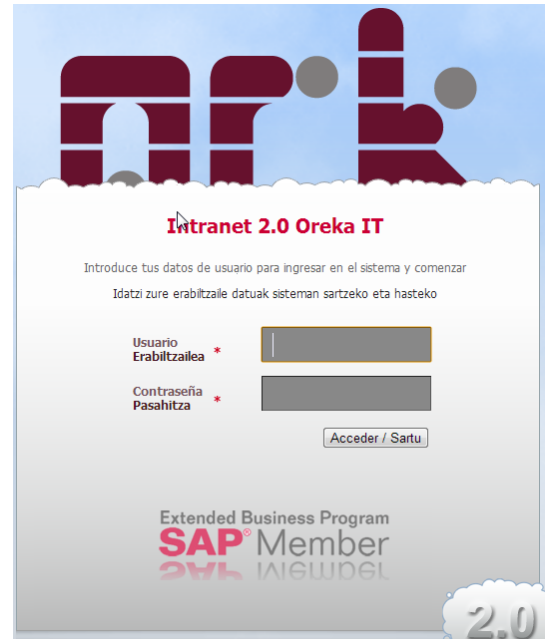 ork
Intranet 2.0 Oreka IT
Introduce tus datos de usuario para ingresar en el sistema y comenzar
Idatzi zure erabiltzaile datuak sisteman sartzeko eta hasteko
Usuario
Erabiltzailea *
Contraseña
Pasahitza *
Acceder / Sartu
Extended Business Program
SAP® Member
2.0